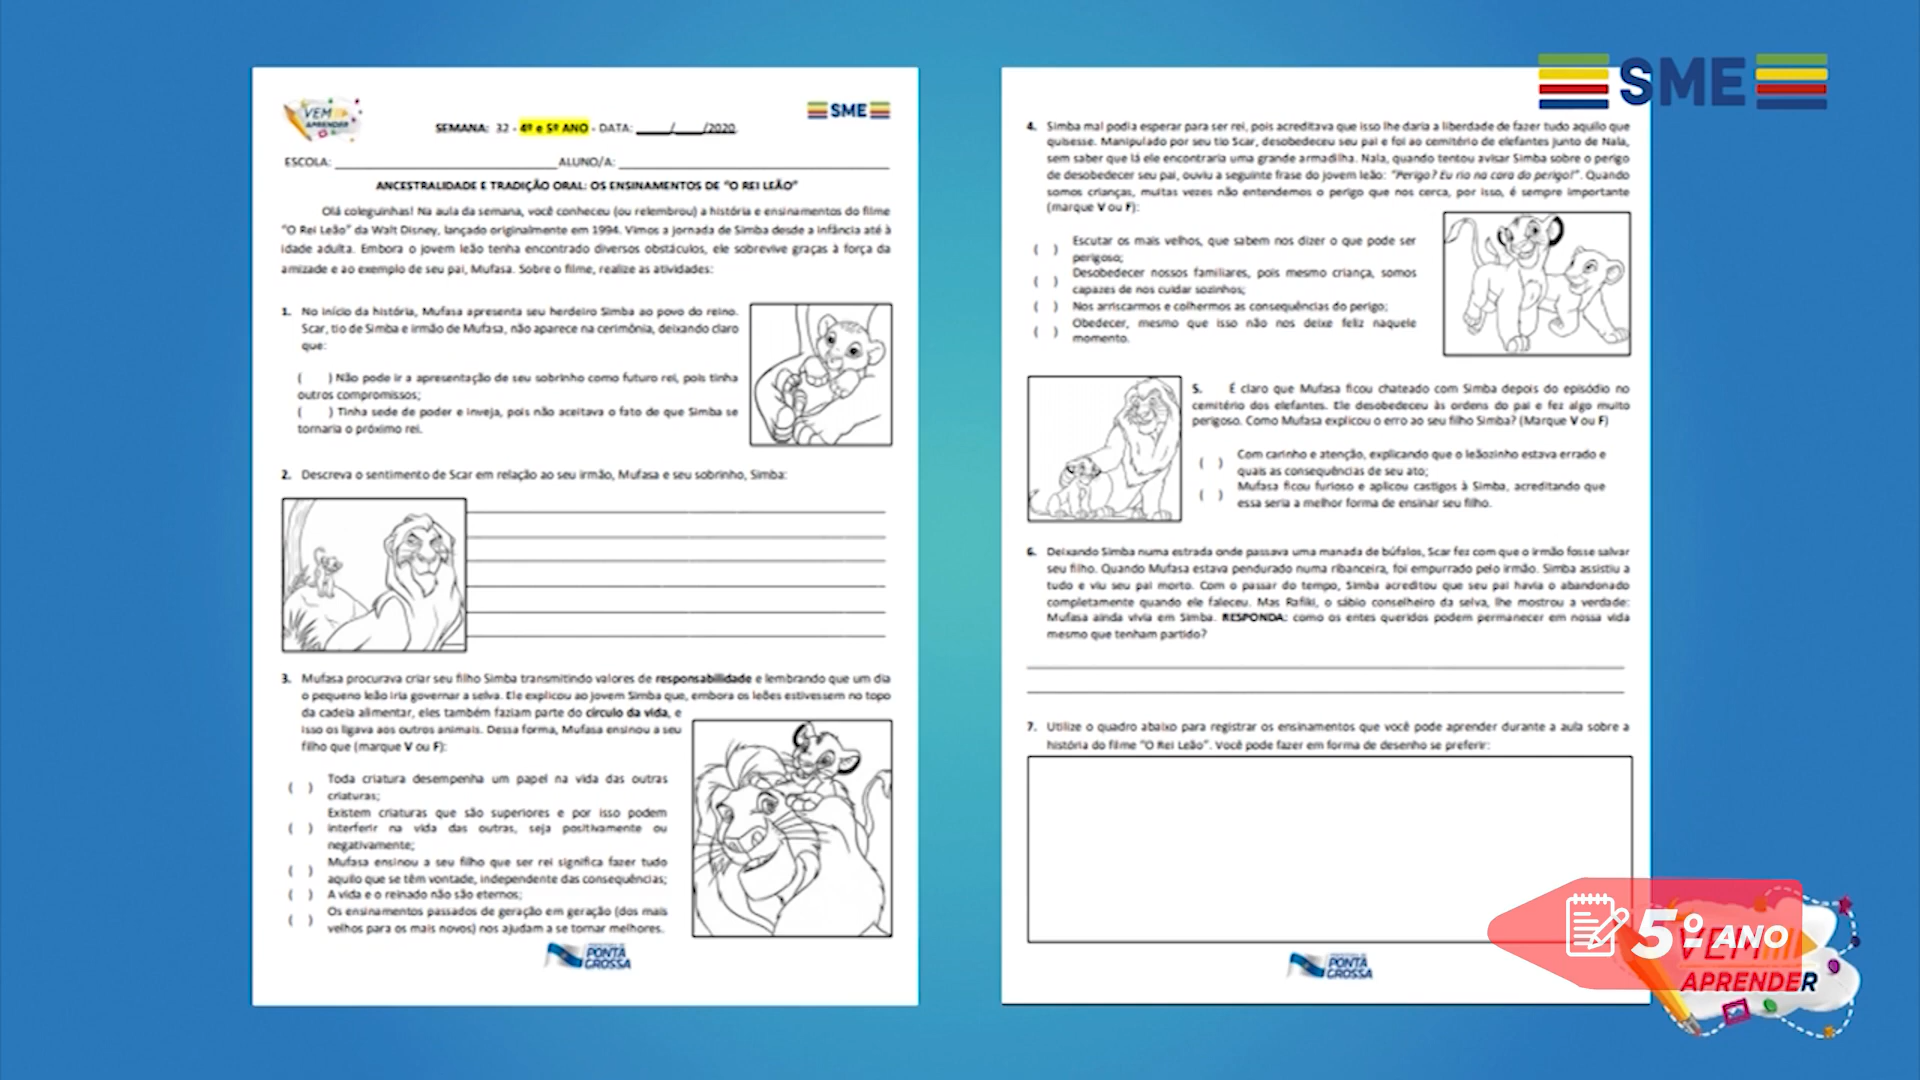 VEM
APRENDER
SME
SEMANA: 32 - 4º e 5º ANO - DATA: ____/____/2020
ESCOLA: ____________________ALUNO/A: ____________________
ANCESTRALIDADE E TRADIÇÃO ORAL: OS ENSINAMENTOS DE "O REI LEÃO"
Olá coleguinhas! Na aula da semana, você conheceu (ou relembrou) a história e ensinamentos do filme
"O Rei Leão" da Walt Disney, lançado originalmente em 1994. Vimos a jornada de Simba desde a infância até à
idade adulta. Embora o jovem leão tenha encontrado diversos obstáculos, ele sobrevive graças à força da
amizade e ao exemplo de seu pai, Mufasa. Sobre o filme, realize as atividades:
1. No início da história, Mufasa apresenta seu herdeiro Simba ao povo do reino.
Scar, tio de Simba e irmão de Mufasa, não aparece na cerimônia, deixando claro
que:
( ) Não pode ir a apresentação de seu sobrinho como futuro rei, pois tinha
outros compromissos;
( ) Tinha sede de poder e inveja, pois não aceitava o fato de que Simba se
tornaria o próximo rei.
2. Descreva o sentimento de Scar em relação ao seu irmão, Mufasa e seu sobrinho, Simba:
3. Mufasa procurava criar seu filho Simba transmitindo valores de responsabilidade e lembrando que um dia
o pequeno leão iria governar a selva. Ele explicou ao jovem Simba que, embora os leões estivessem no topo
da cadeia alimentar, eles também faziam parte do círculo da vida, e
isso os ligava aos outros animais. Dessa forma, Mufasa ensinou a seu
filho que (marque V ou F):
( ) Toda criatura desempenha um papel na vida das outras
criaturas;
Existem criaturas que são superiores e por isso podem
( ) interferir na vida das outras, seja positivamente ou
negativamente;
( ) Mufasa ensinou a seu filho que ser rei significa fazer tudo
aquilo que se têm vontade, independente das consequências;
( ) A vida e o reinado não são eternos;
( ) Os ensinamentos passados de geração em geração (dos mais
velhos para os mais novos) nos ajudam a se tornar melhores.
PONTA
GROSSA
SME
4. Simba mal podia esperar para ser rei, pois acreditava que isso lhe daria a liberdade de fazer tudo aquilo que
quisesse. Manipulado por seu tio Scar, desobedeceu seu pai e foi ao cemitério de elefantes junto de Nala,
sem saber que lá ele encontraria uma grande armadilha. Nala, quando tentou avisar Simba sobre o perigo
de desobedecer seu pai, ouviu a seguinte frase do jovem leão: "Perigo? Eu rio na cara do perigo!". Quando
somos crianças, muitas vezes não entendemos o perigo que nos cerca, por isso, é sempre importante
(marque V ou F):
( ) Escutar os mais velhos, que sabem nos dizer o que pode ser
perigoso;
( ) Desobedecer nossos familiares, pois mesmo criança, somos
capazes de nos cuidar sozinhos;
( ) Nos arriscarmos e colhermos as consequências do perigo;
( ) Obedecer, mesmo que isso não nos deixe feliz naquele
momento.
5. É claro que Mufasa ficou chateado com Simba depois do episódio no
cemitério dos elefantes. Ele desobedeceu às ordens do pai e fez algo muito
perigoso. Como Mufasa explicou o erro ao seu filho Simba? (Marque V ou F)
( ) Com carinho e atenção, explicando que o leãozinho estava errado e
quais as consequências de seu ato;
( ) Mufasa ficou furioso e aplicou castigos à Simba, acreditando que
essa seria a melhor forma de ensinar seu filho.
6. Deixando Simba numa estrada onde passava uma manada de búfalos, Scar fez com que o irmão fosse salvar
seu filho. Quando Mufasa estava pendurado numa ribanceira, foi empurrado pelo irmão. Simba assistiu a
tudo e viu seu pai morto. Com o passar do tempo, Simba acreditou que seu pai havia o abandonado
completamente quando ele faleceu. Mas Rafiki, o sábio conselheiro da selva, lhe mostrou a verdade:
Mufasa ainda vivia em Simba. RESPONDA: como os entes queridos podem permanecer em nossa vida
mesmo que tenham partido?
7. Utilize o quadro abaixo para registrar os ensinamentos que você pode aprender durante a aula sobre a
história do filme "O Rei Leão". Você pode fazer em forma de desenho se preferir:
PONTA
GROSSA
5º ANO
VEM
APRENDER